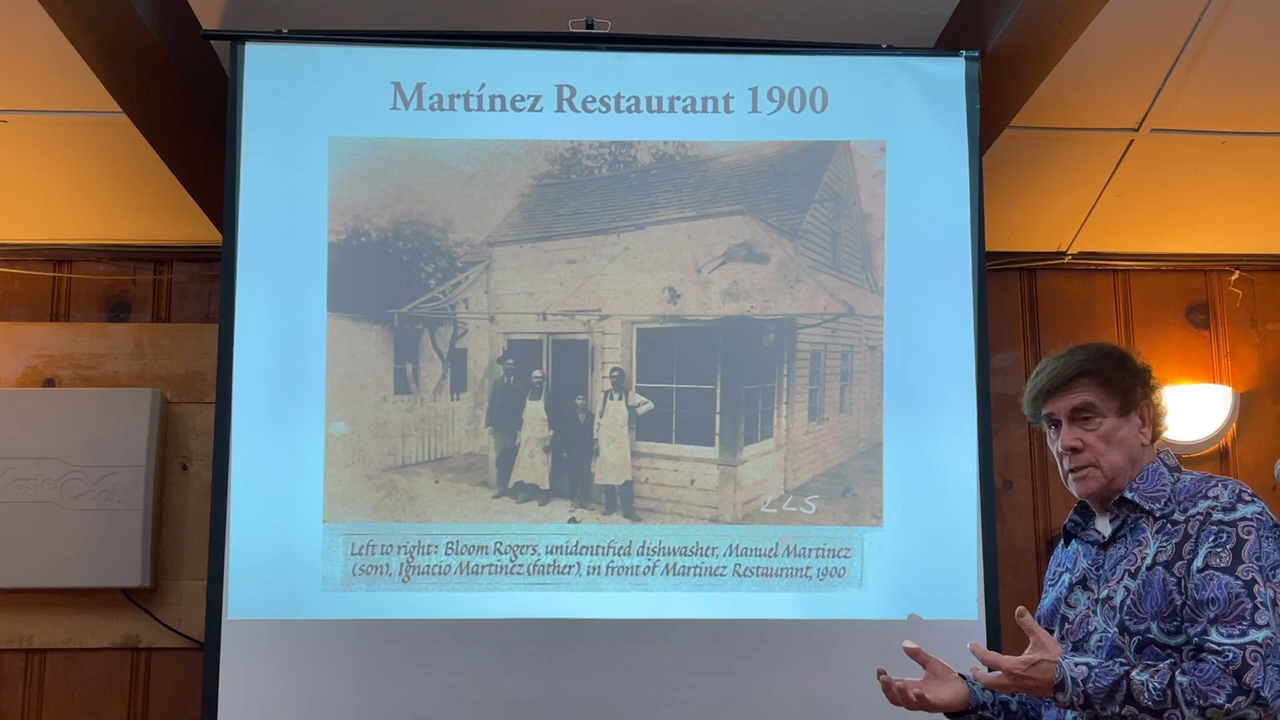 Martínez Restaurant 1900
LLS
Left to right: Bloom Rogers, unidentified dishwasher, Manuel Martinez
(son), Ignacio Martinez (father), in front of Martinez Restaurant, 1900
MasterCool.